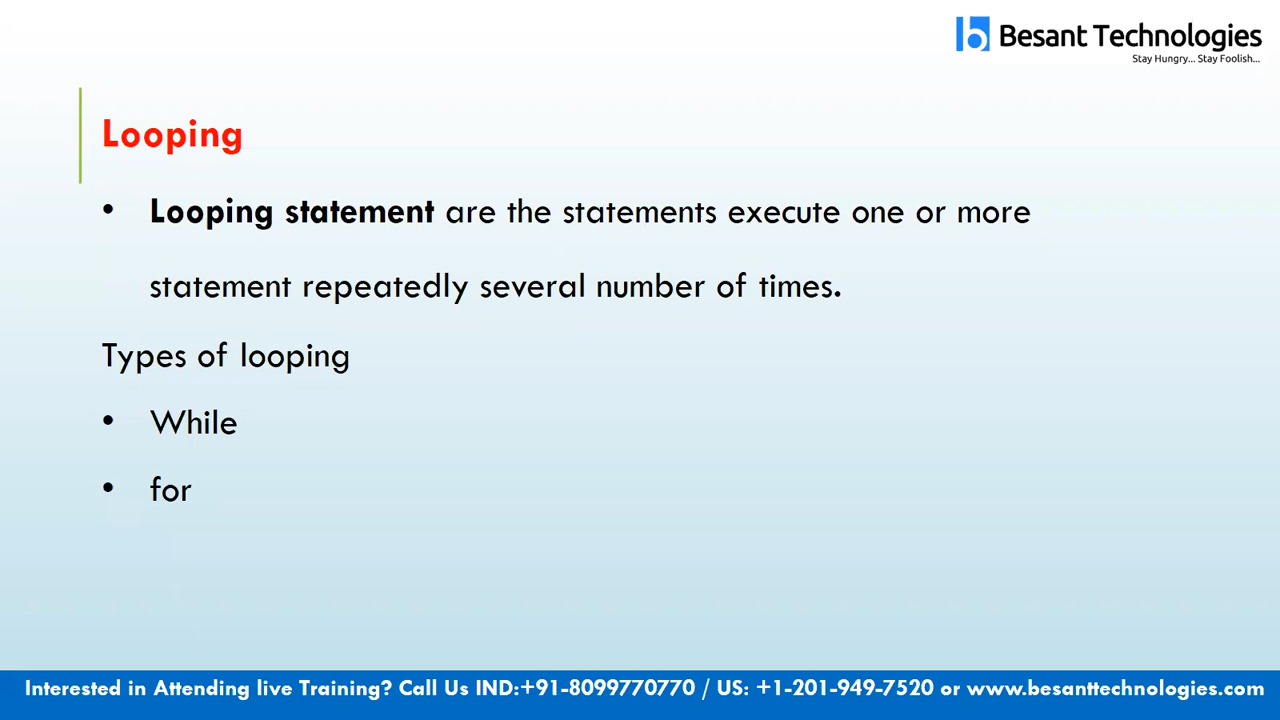 Besant Technologies
Stay Hungry... Stay Foolish...
Looping
• Looping statement are the statements execute one or more
statement repeatedly several number of times.
Types of looping
• While
• for
Interested in Attending live Training? Call Us IND:+91-8099770770 / US: +1-201-949-7520 or www.besanttechnologies.com